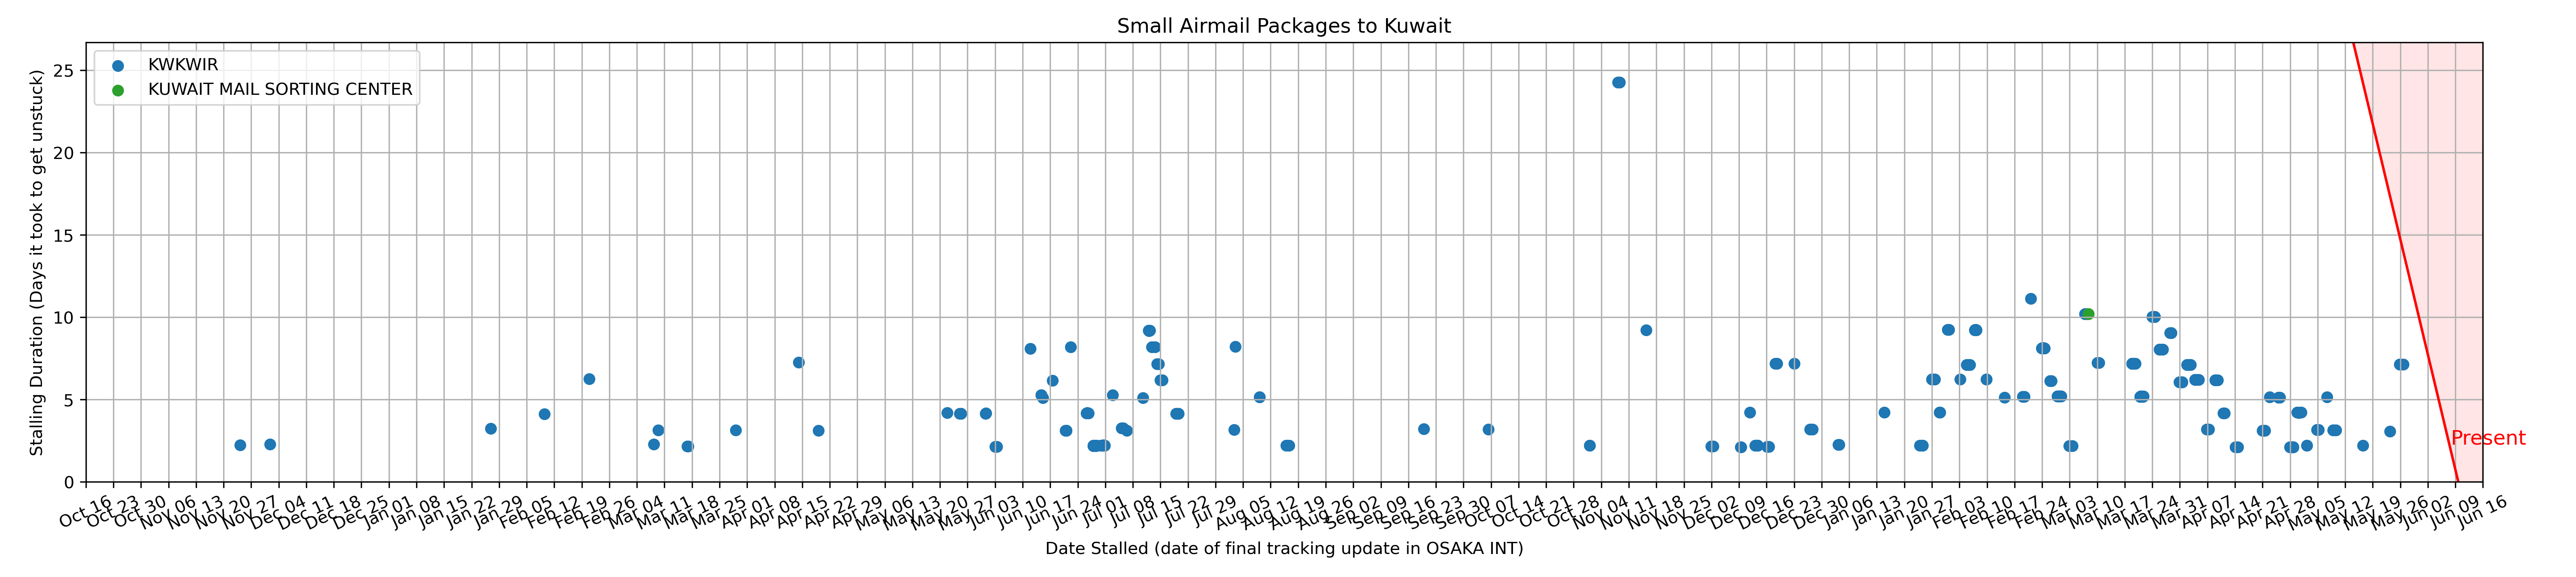 Small Airmail Packages to Kuwait
KWKWIR
KUWAIT MAIL SORTING CENTER
Stalling Duration (Days it took to get unstuck)
25
20
15
10
5
0
Present
Oct 16
Oct 23
Oct 30
Nov 06
Nov 13
Nov 20
Nov 27
Dec 04
Dec 11
Dec 18
Dec 25
Jan 01
Jan 08
Jan 15
Jan 22
Jan 29
Feb 05
Feb 12
Feb 19
Feb 26
Mar 04
Mar 11
Mar 18
Mar 25
Apr 01
Apr 08
Apr 15
Apr 22
Apr 29
May 06
May 13
May 20
May 27
Jun 03
Jun 10
Jun 17
Jun 24
Jul 01
Jul 08
Jul 15
Jul 22
Jul 29
Aug 05
Aug 12
Aug 19
Aug 26
Sep 02
Sep 09
Sep 16
Sep 23
Sep 30
Oct 07
Oct 14
Oct 21
Oct 28
Nov 04
Nov 11
Nov 18
Nov 25
Dec 02
Dec 09
Dec 16
Dec 23
Dec 30
Jan 06
Jan 13
Jan 20
Jan 27
Feb 03
Feb 10
Feb 17
Feb 24
Mar 03
Mar 10
Mar 17
Mar 24
Mar 31
Apr 07
Apr 14
Apr 21
Apr 28
May 05
May 12
May 19
May 26
Jun 02
Jun 09
Jun 16
Date Stalled (date of final tracking update in OSAKA INT)